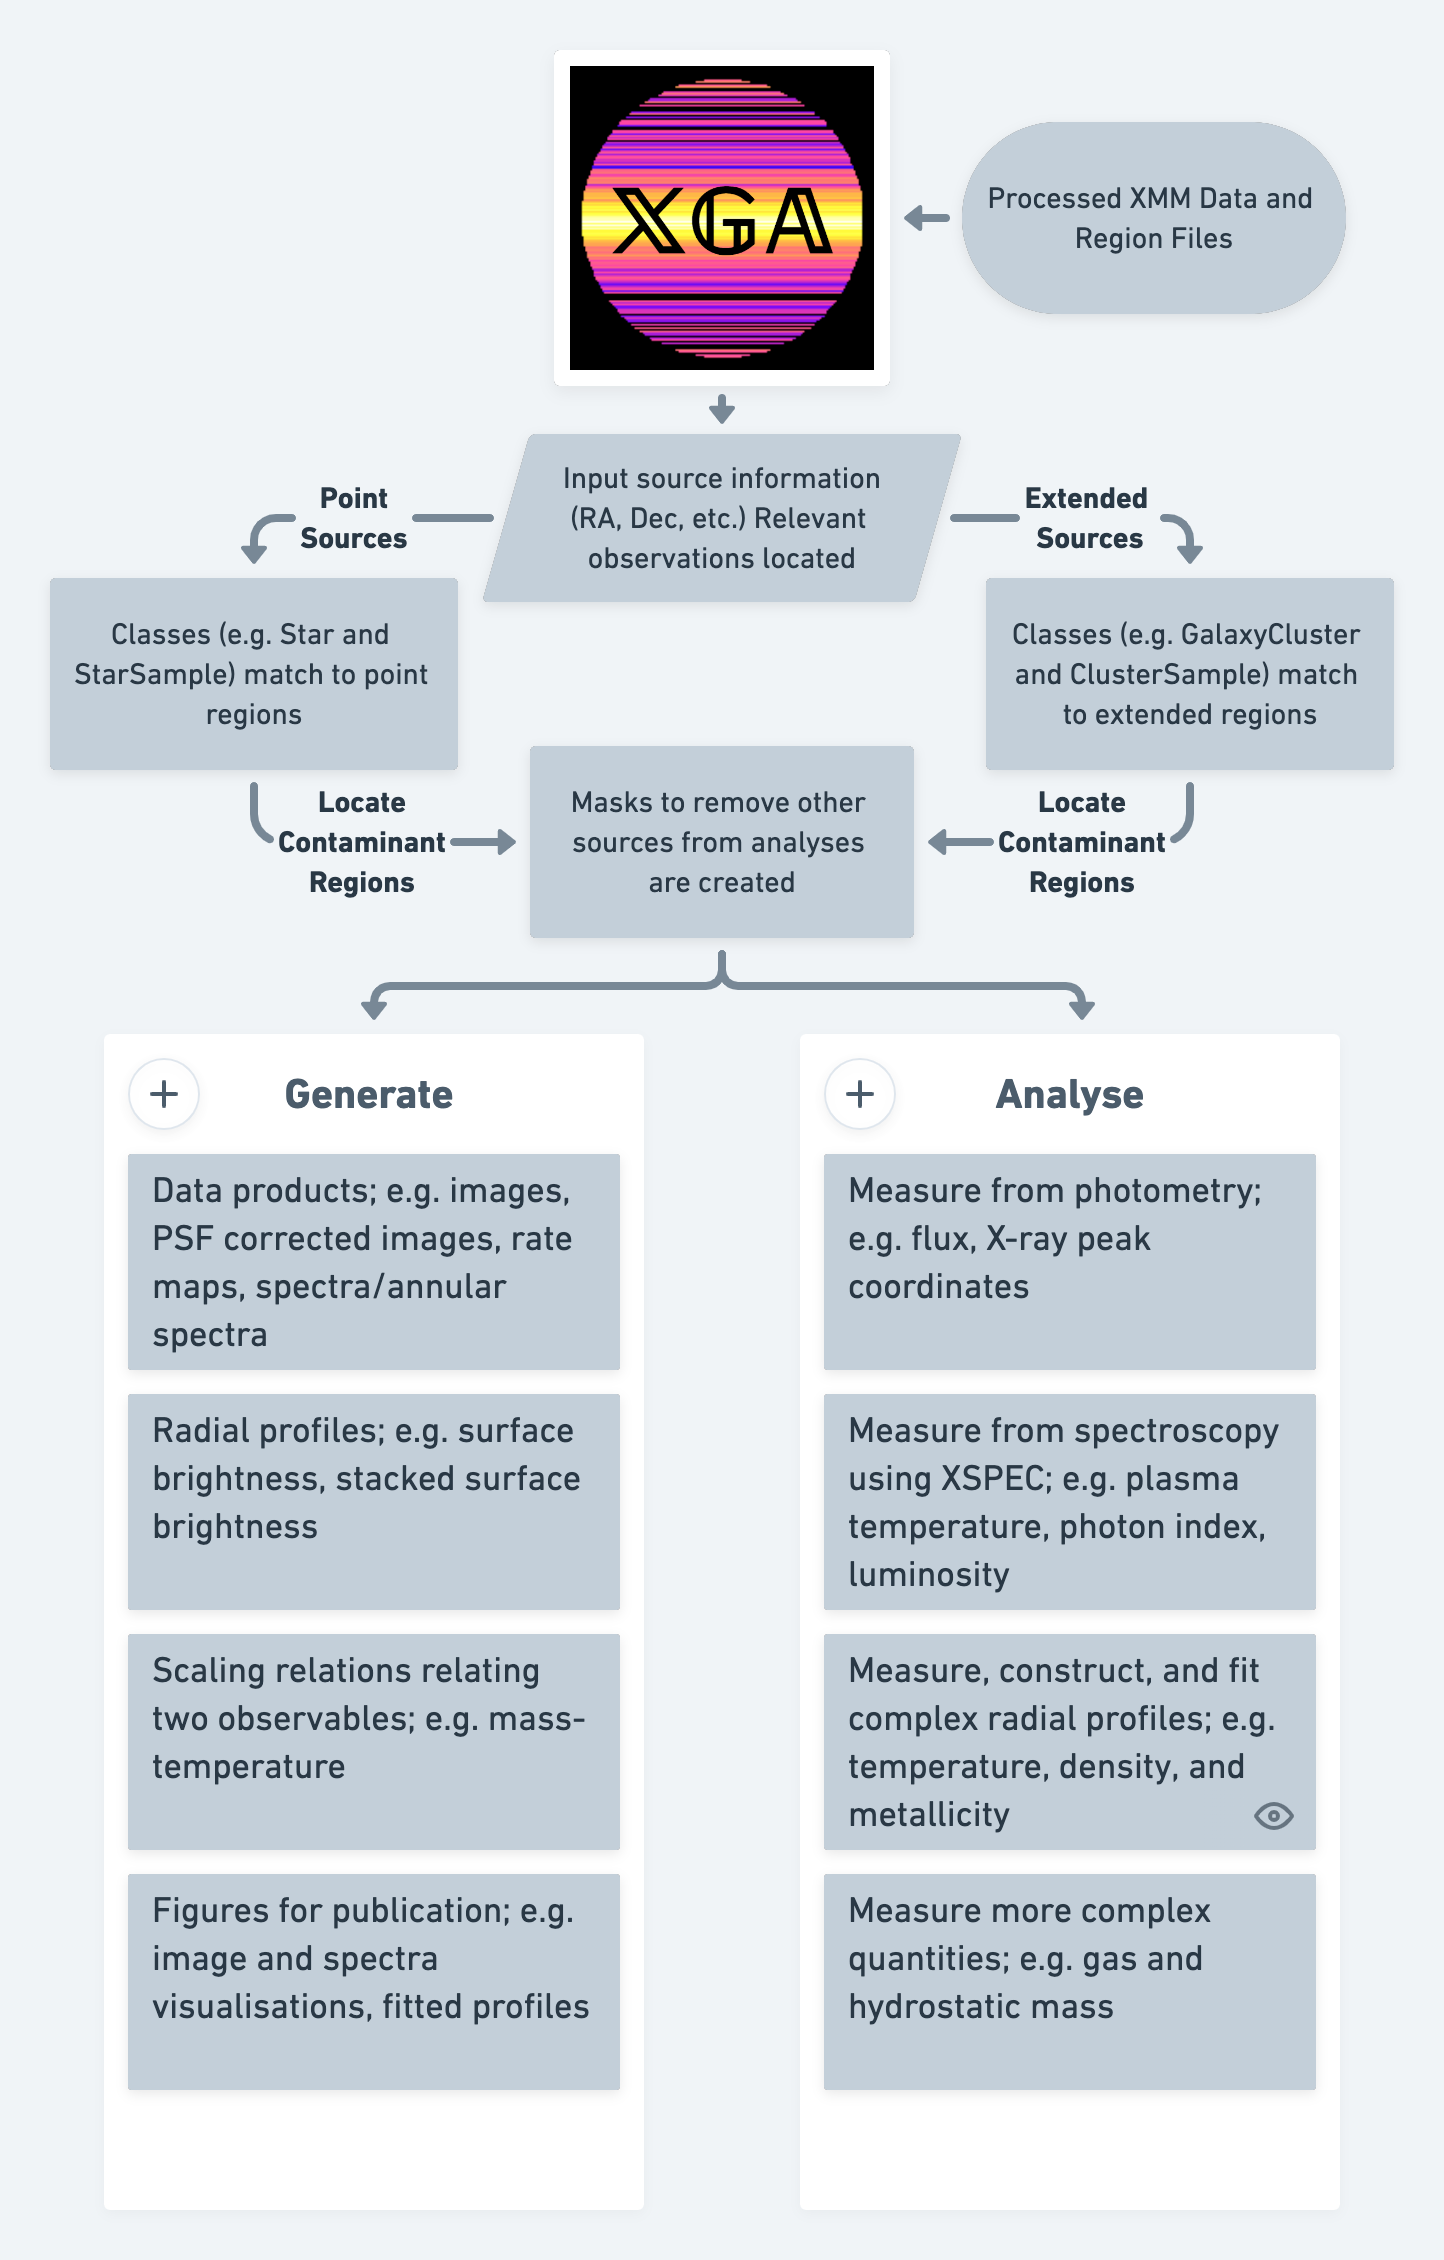 XGA
Processed XMM Data and
Region Files
Input source information
(RA, Dec, etc.) Relevant
observations located
Point
Sources
Extended
Sources
Classes (e.g. Star and
StarSample) match to point
regions
Classes (e.g. GalaxyCluster
and ClusterSample) match
to extended regions
Locate
Contaminant
Regions
Masks to remove other
sources from analyses
are created
Locate
Contaminant
Regions
Generate
Data products; e.g. images,
PSF corrected images, rate
maps, spectra/annular
spectra
Radial profiles; e.g. surface
brightness, stacked surface
brightness
Scaling relations relating
two observables; e.g. mass-
temperature
Figures for publication; e.g.
image and spectra
visualisations, fitted profiles
Analyse
Measure from photometry;
e.g. flux, X-ray peak
coordinates
Measure from spectroscopy
using XSPEC; e.g. plasma
temperature, photon index,
luminosity
Measure, construct, and fit
complex radial profiles; e.g.
temperature, density, and
metallicity
Measure more complex
quantities; e.g. gas and
hydrostatic mass